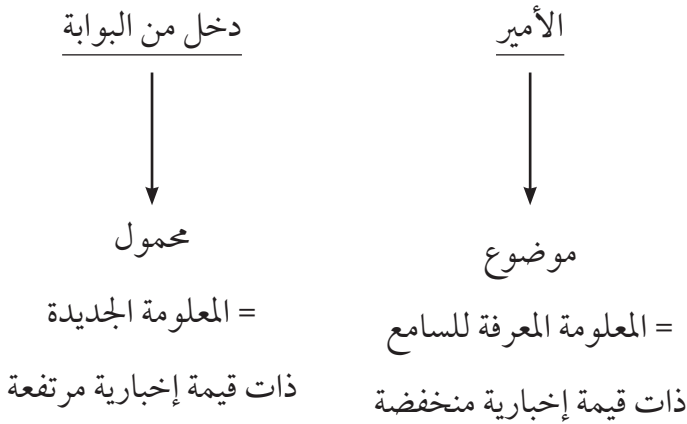 الأمير
دخل من البوابة
موضوع
محمول
= المعلومة المعرفة للسامع
= المعلومة الجديدة
ذات قيمة إخبارية منخفضة
ذات قيمة إخبارية مرتفعة